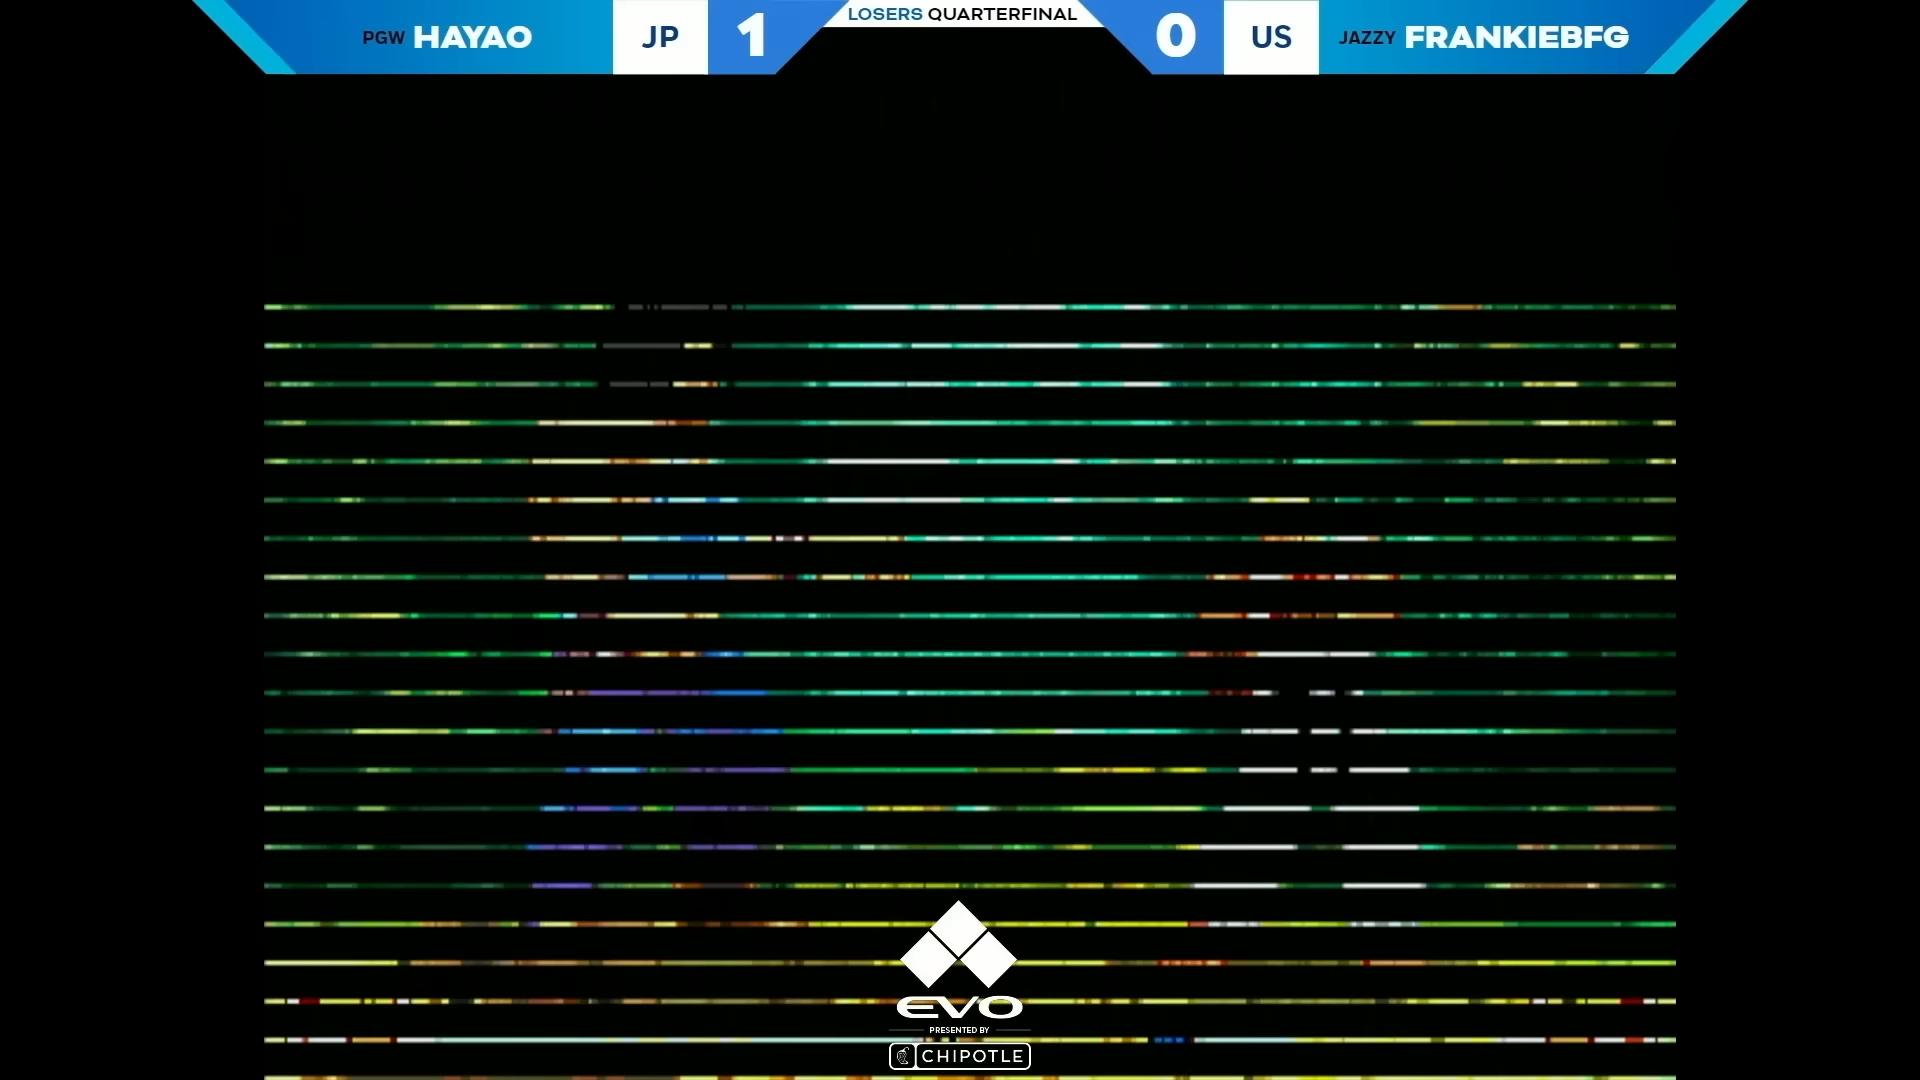 PGW HAYAO JP 1 LOSERS QUARTERFINAL 0 US JAZZY FRANKIEBFG
EVO
PRESENTED BY
CHIPOTLE